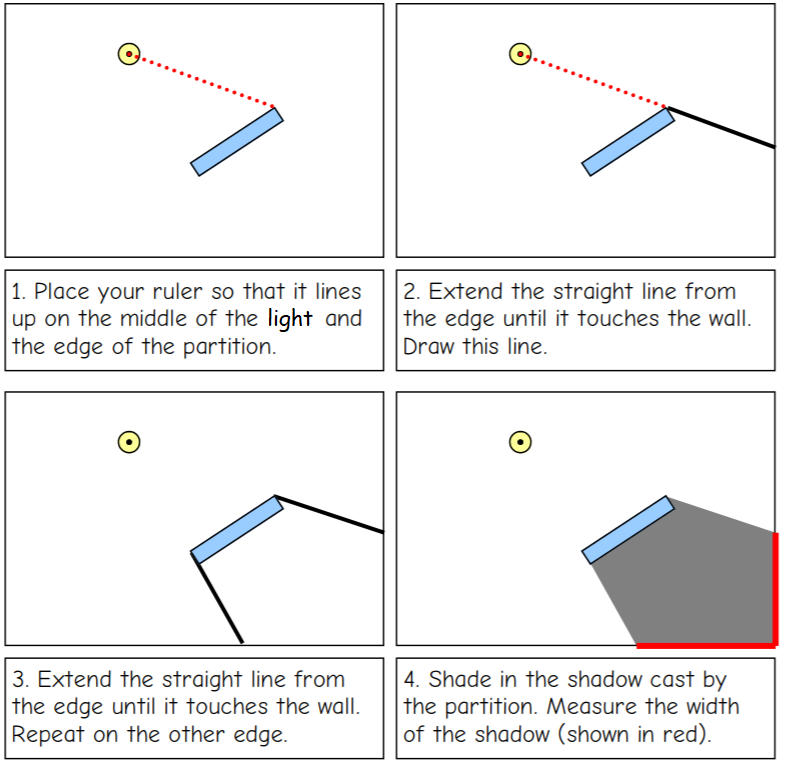 1. Place your ruler so that it lines
up on the middle of the light and
the edge of the partition.
2. Extend the straight line from
the edge until it touches the wall.
Draw this line.
3. Extend the straight line from
the edge until it touches the wall.
Repeat on the other edge.
4. Shade in the shadow cast by
the partition. Measure the width
of the shadow (shown in red).